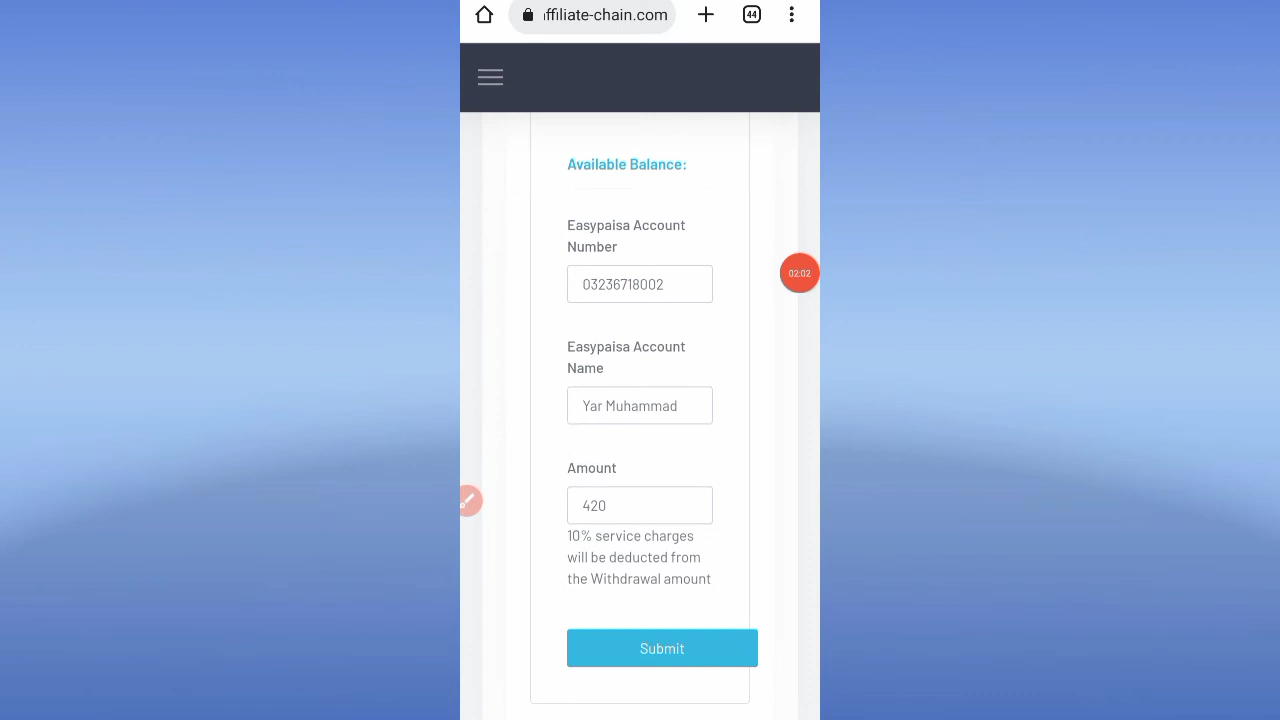 ffiliate-chain.com
44
Available Balance:
Easypaisa Account
Number
03236718002
02:02
Easypaisa Account
Name
Yar Muhammad
Amount
420
10% service charges
will be deducted from
the Withdrawal amount
Submit